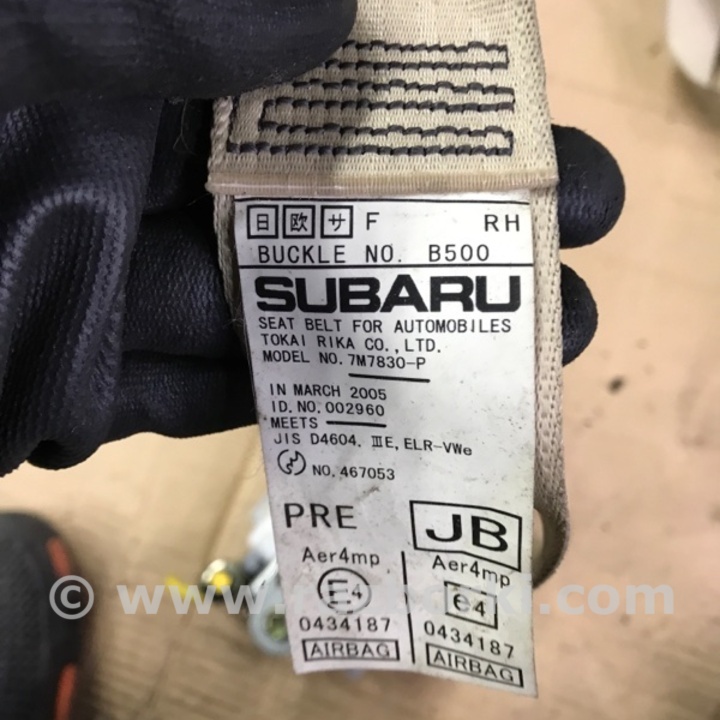 日 欧 サ F RH
BUCKLE NO. B500
SUBARU
SEAT BELT FOR AUTOMOBILES
TOKAI RIKA CO., LTD.
MODEL NO. 7M7830-P
IN MARCH 2005
ID. NO. 002960
MEETS
JIS D4604. ⅢE, ELR-VWe
NO. 467053
PRE JB
Aer4mp Aer4mp
E4 e4
0434187 0434187
AIRBAG AIRBAG